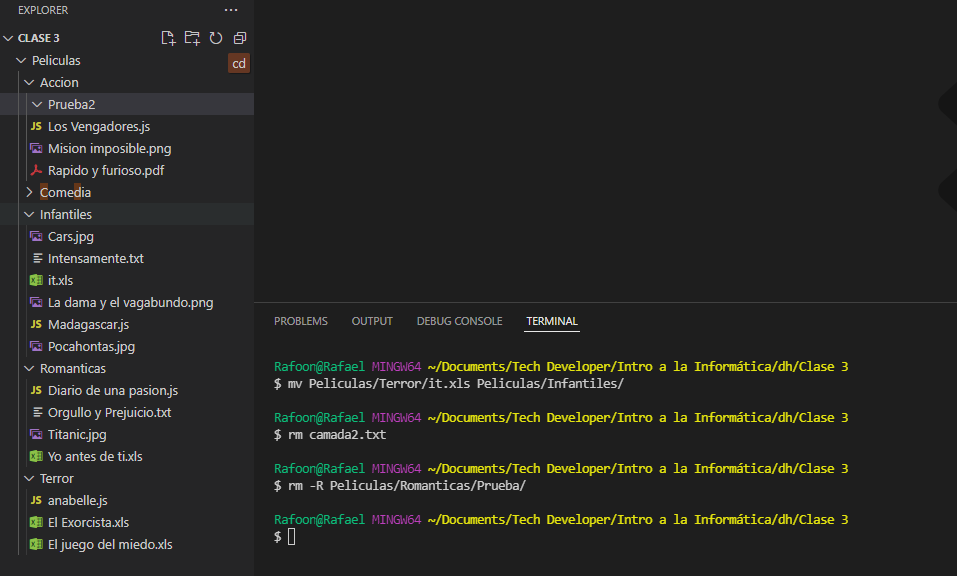 EXPLORER
CLASE 3
Peliculas
cd
Accion
Prueba2
JS Los Vengadores.js
Mision imposible.png
Rapido y furioso.pdf
Comedia
Infantiles
Cars.jpg
Intensamente.txt
it.xls
La dama y el vagabundo.png
JS Madagascar.js
Pocahontas.jpg
Romanticas
JS Diario de una pasion.js
Orgullo y Prejuicio.txt
Titanic.jpg
Yo antes de ti.xls
Terror
JS anabelle.js
El Exorcista.xls
El juego del miedo.xls
PROBLEMS OUTPUT DEBUG CONSOLE TERMINAL
Rafoon@Rafael MINGW64 ~/Documents/Tech Developer/Intro a la Informática/dh/Clase 3
$ mv Peliculas/Terror/it.xls Peliculas/Infantiles/
Rafoon@Rafael MINGW64 ~/Documents/Tech Developer/Intro a la Informática/dh/Clase 3
$ rm camada2.txt
Rafoon@Rafael MINGW64 ~/Documents/Tech Developer/Intro a la Informática/dh/Clase 3
$ rm -R Peliculas/Romanticas/Prueba/
Rafoon@Rafael MINGW64 ~/Documents/Tech Developer/Intro a la Informática/dh/Clase 3
$